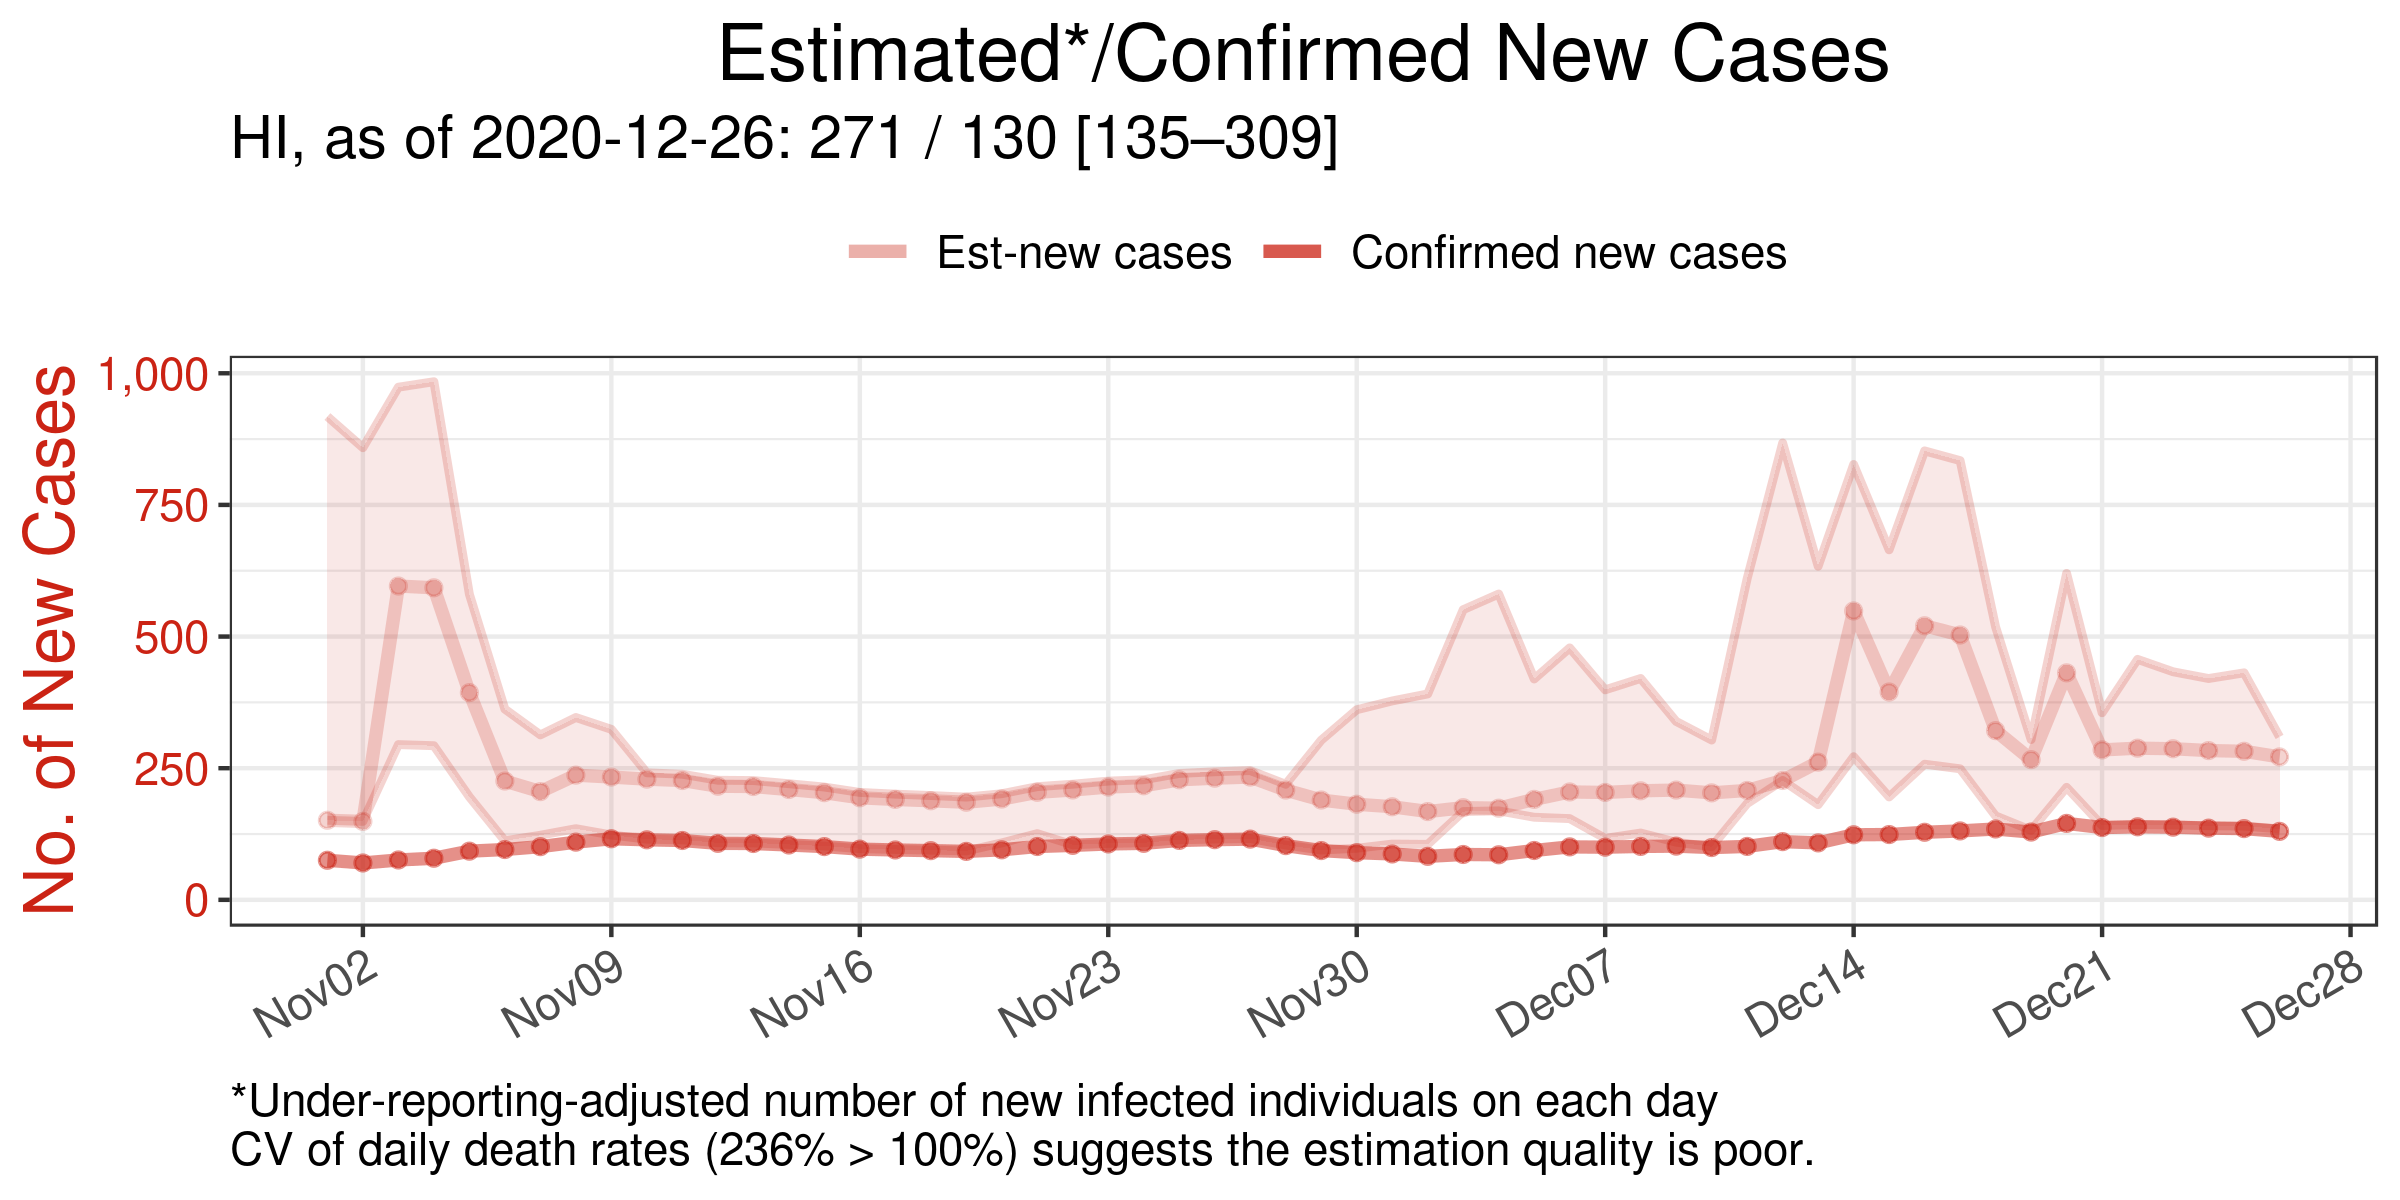 Estimated*/Confirmed New Cases
HI, as of 2020-12-26: 271 / 130 [135–309]
Est-new cases
Confirmed new cases
No. of New Cases
1,000
750
500
250
0
Nov02
Nov09
Nov16
Nov23
Nov30
Dec07
Dec14
Dec21
Dec28
*Under-reporting-adjusted number of new infected individuals on each day
CV of daily death rates (236% > 100%) suggests the estimation quality is poor.